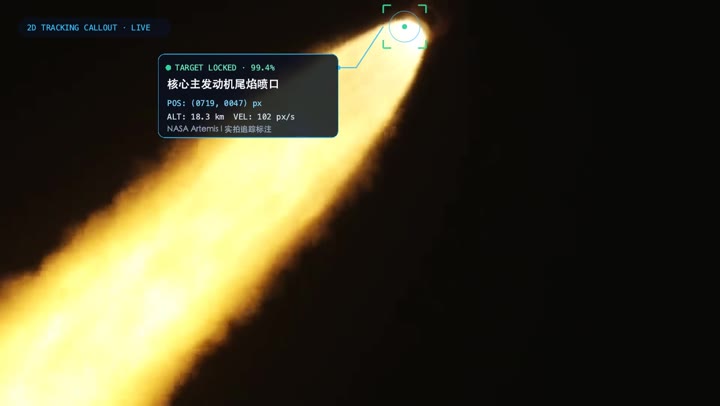 2D TRACKING CALLOUT · LIVE
TARGET LOCKED · 99.4%
核心主发动机尾焰喷口
POS: (0719, 0047) px
ALT: 18.3 km  VEL: 102 px/s
NASA Artemis | 实拍追踪标注